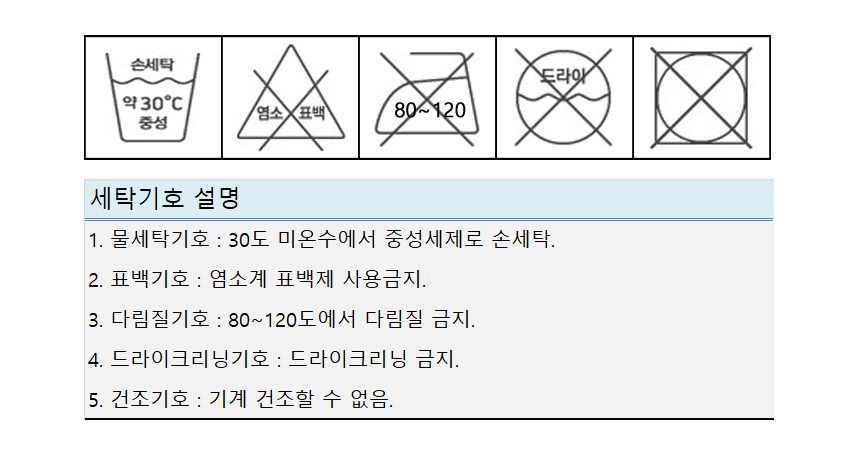 손세탁
약 30°C
중성
염소 표백
80~120
드라이
세탁기호 설명
1. 물세탁기호 : 30도 미온수에서 중성세제로 손세탁.
2. 표백기호 : 염소계 표백제 사용금지.
3. 다림질기호 : 80~120도에서 다림질 금지.
4. 드라이크리닝기호 : 드라이크리닝 금지.
5. 건조기호 : 기계 건조할 수 없음.